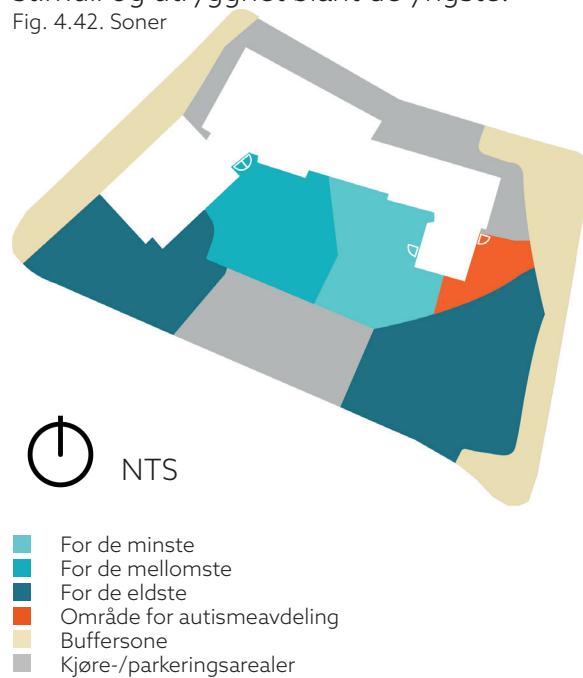 Fig. 4.42. Soner
NTS
For de minste
For de mellomste
For de eldste
Område for autismeavdeling
Buffersone
Kjøre-/parkeringsarealer